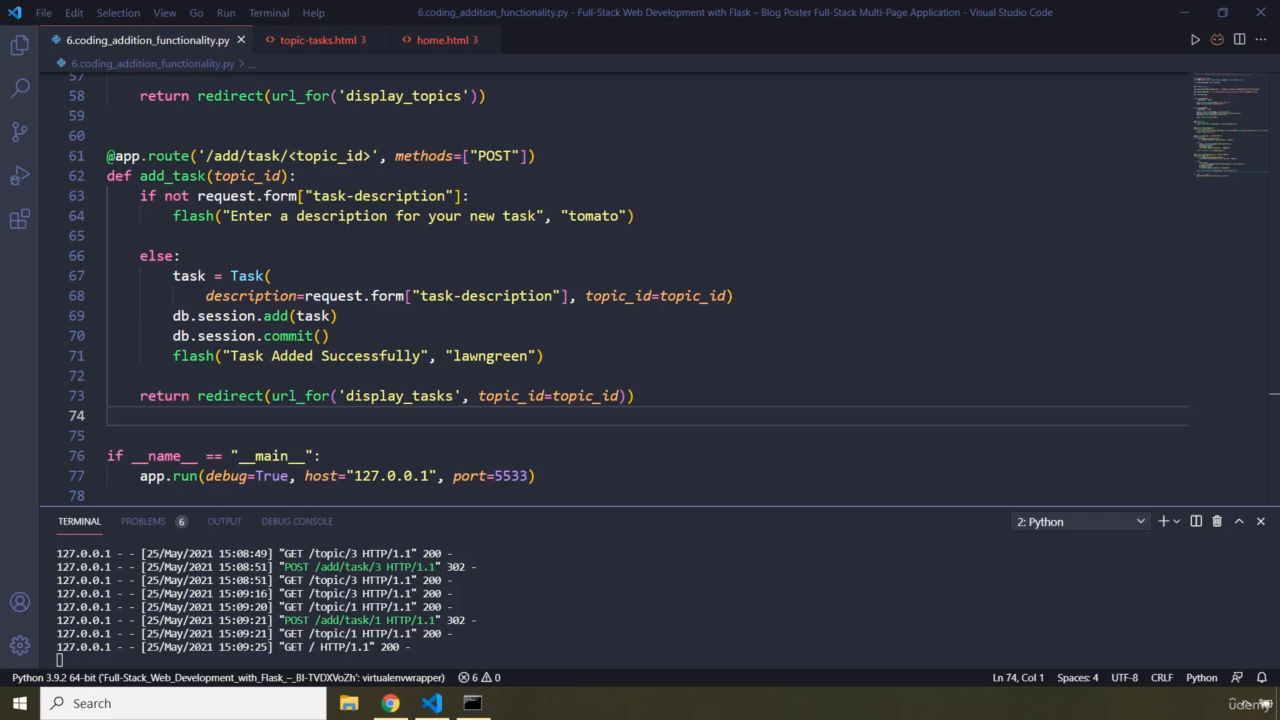 File Edit Selection View Go Run Terminal Help 6.coding_addition_functionality.py - Full-Stack Web Development with Flask – Blog Poster Full-Stack Multi-Page Application - Visual Studio Code
6.coding_addition_functionality.py topic-tasks.html 3 home.html 3
6.coding_addition_functionality.py > ...
57
58 return redirect(url_for('display_topics'))
59
60
61 @app.route('/add/task/<topic_id>', methods=["POST"])
62 def add_task(topic_id):
63 if not request.form["task-description"]:
64 flash("Enter a description for your new task", "tomato")
65
66 else:
67 task = Task(
68 description=request.form["task-description"], topic_id=topic_id)
69 db.session.add(task)
70 db.session.commit()
71 flash("Task Added Successfully", "lawngreen")
72
73 return redirect(url_for('display_tasks', topic_id=topic_id))
74
75
76 if __name__ == "__main__":
77 app.run(debug=True, host="127.0.0.1", port=5533)
78
TERMINAL PROBLEMS 6 OUTPUT DEBUG CONSOLE 2: Python
127.0.0.1 - - [25/May/2021 15:08:49] "GET /topic/3 HTTP/1.1" 200 -
127.0.0.1 - - [25/May/2021 15:08:51] "POST /add/task/3 HTTP/1.1" 302 -
127.0.0.1 - - [25/May/2021 15:08:51] "GET /topic/3 HTTP/1.1" 200 -
127.0.0.1 - - [25/May/2021 15:09:16] "GET /topic/3 HTTP/1.1" 200 -
127.0.0.1 - - [25/May/2021 15:09:20] "GET /topic/1 HTTP/1.1" 200 -
127.0.0.1 - - [25/May/2021 15:09:21] "POST /add/task/1 HTTP/1.1" 302 -
127.0.0.1 - - [25/May/2021 15:09:21] "GET /topic/1 HTTP/1.1" 200 -
127.0.0.1 - - [25/May/2021 15:09:25] "GET / HTTP/1.1" 200 -
Python 3.9.2 64-bit ('Full-Stack_Web_Development_with_Flask_–_BI-TVDXVoZh': virtualenvwrapper) 6 0 Ln 74, Col 1 Spaces: 4 UTF-8 CRLF Python
Search
udemy